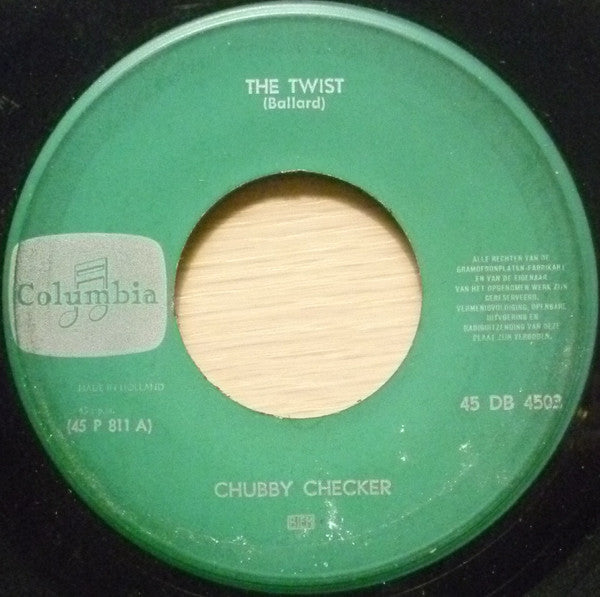 THE TWIST
(Ballard)
Columbia
ALLE RECHTEN VAN DE
GRAMOFOONPLATEN-FABRIKANT
EN VAN DE EIGENAAR
VAN HET OPGENOMEN WERK ZIJN
GERESERVEERD.
VERMENIGVULDIGING, OPENBARE
UITVOERING EN
RADIOUITZENDING VAN DEZE
PLAAT ZIJN VERBODEN.
MADE IN HOLLAND
45 r.p.m.
(45 P 811 A)
45 DB 4503
CHUBBY CHECKER
BIEM